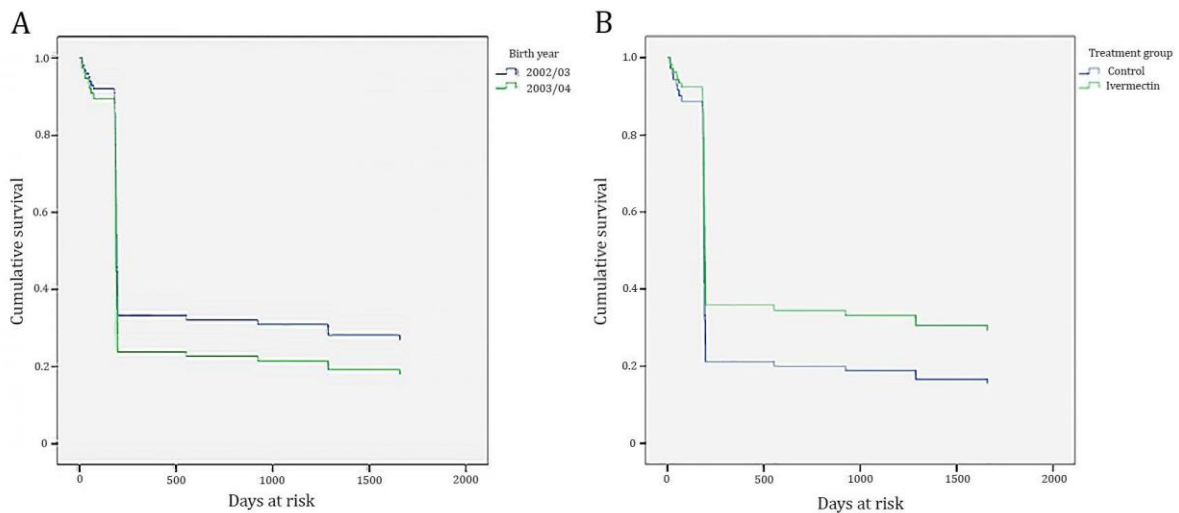 A
Birth year
2002/03
2003/04
Cumulative survival
1.0
0.8
0.6
0.4
0.2
0
0
500
1000
1500
2000
Days at risk
B
Treatment group
Control
Ivermectin
Cumulative survival
1.0
0.8
0.6
0.4
0.2
0
0
500
1000
1500
2000
Days at risk